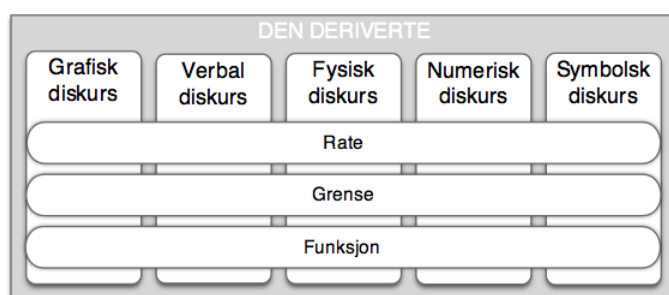 DEN DERIVERTE
Grafisk
diskurs
Verbal
diskurs
Fysisk
diskurs
Numerisk
diskurs
Symbolsk
diskurs
Rate
Grense
Funksjon